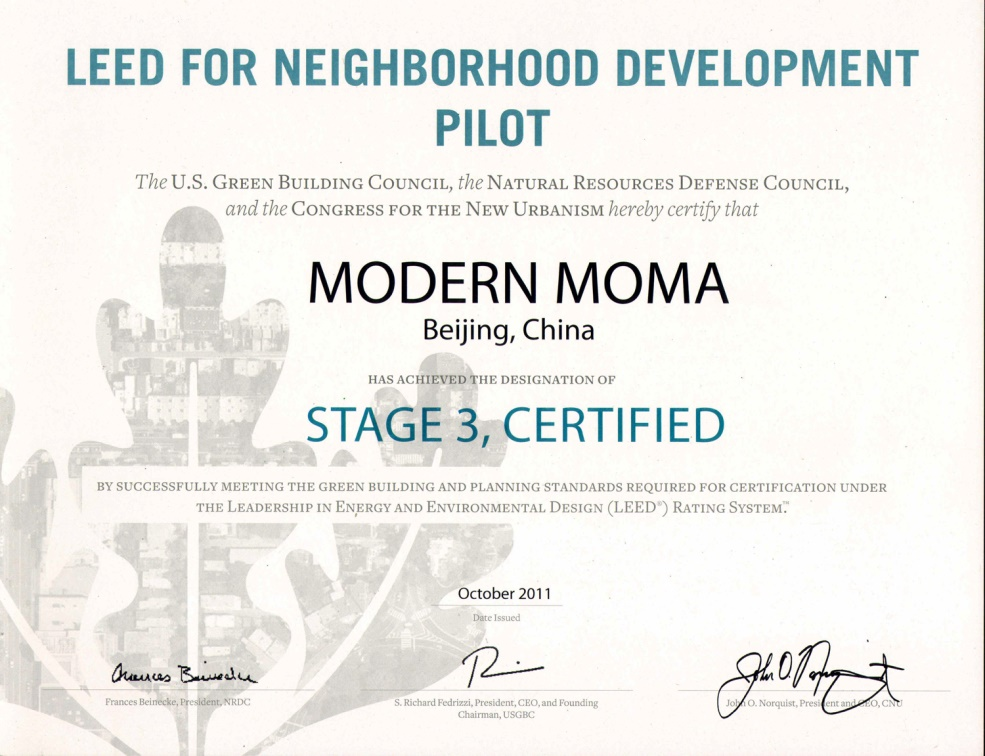 LEED FOR NEIGHBORHOOD DEVELOPMENT
PILOT
The U.S. Green Building Council, the Natural Resources Defense Council,
and the Congress for the New Urbanism hereby certify that
MODERN MOMA
Beijing, China
HAS ACHIEVED THE DESIGNATION OF
STAGE 3, CERTIFIED
BY SUCCESSFULLY MEETING THE GREEN BUILDING AND PLANNING STANDARDS REQUIRED FOR CERTIFICATION UNDER
THE LEADERSHIP IN ENERGY AND ENVIRONMENTAL DESIGN (LEED®) RATING SYSTEM.™
October 2011
Date Issued
Frances Beinecke
John O. Norquist
Frances Beinecke, President, NRDC
S. Richard Fedrizzi, President, CEO, and Founding
Chairman, USGBC
John O. Norquist, President and CEO, CNU